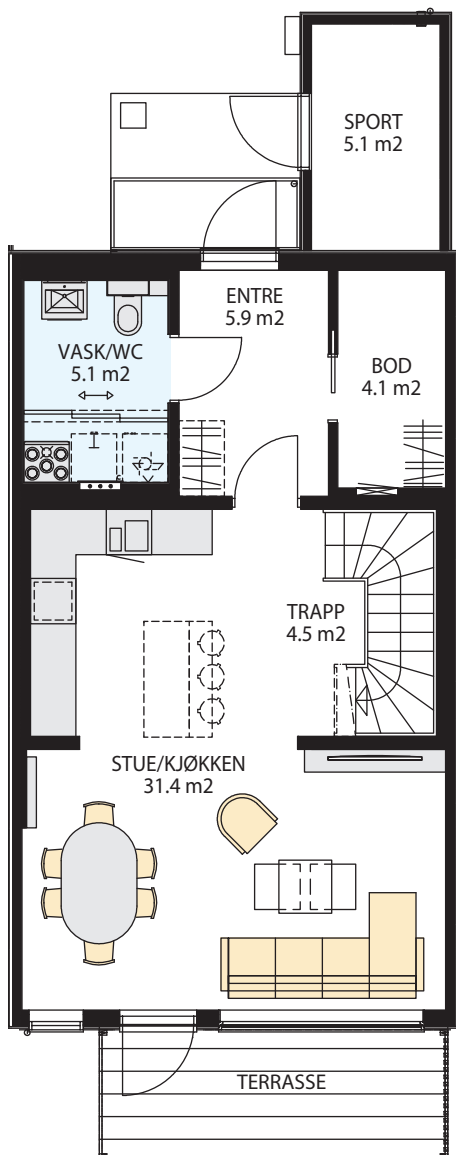 SPORT
5.1 m2
ENTRE
5.9 m2
VASK/WC
5.1 m2
BOD
4.1 m2
TRAPP
4.5 m2
STUE/KJØKKEN
31.4 m2
TERRASSE